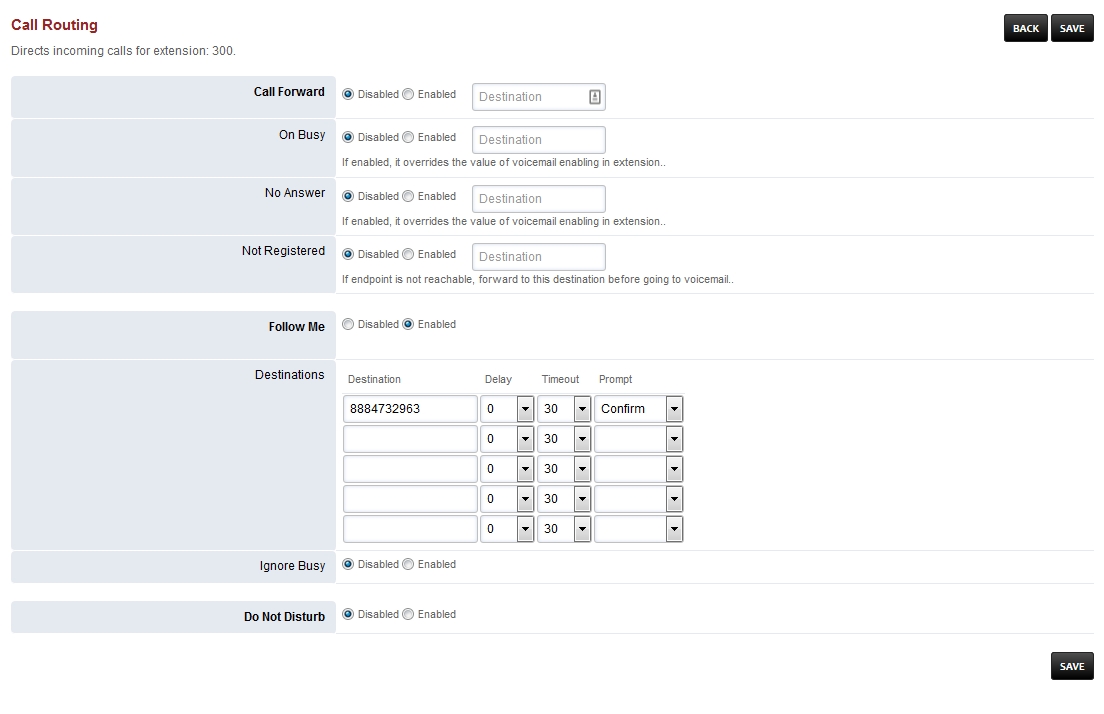 Call Routing
BACK SAVE
Directs incoming calls for extension: 300.
Call Forward Disabled Enabled Destination
On Busy Disabled Enabled Destination
If enabled, it overrides the value of voicemail enabling in extension..
No Answer Disabled Enabled Destination
If enabled, it overrides the value of voicemail enabling in extension..
Not Registered Disabled Enabled Destination
If endpoint is not reachable, forward to this destination before going to voicemail..
Follow Me Disabled Enabled
Destinations
Destination Delay Timeout Prompt
8884732963 0 30 Confirm
0 30
0 30
0 30
0 30
Ignore Busy Disabled Enabled
Do Not Disturb Disabled Enabled
SAVE